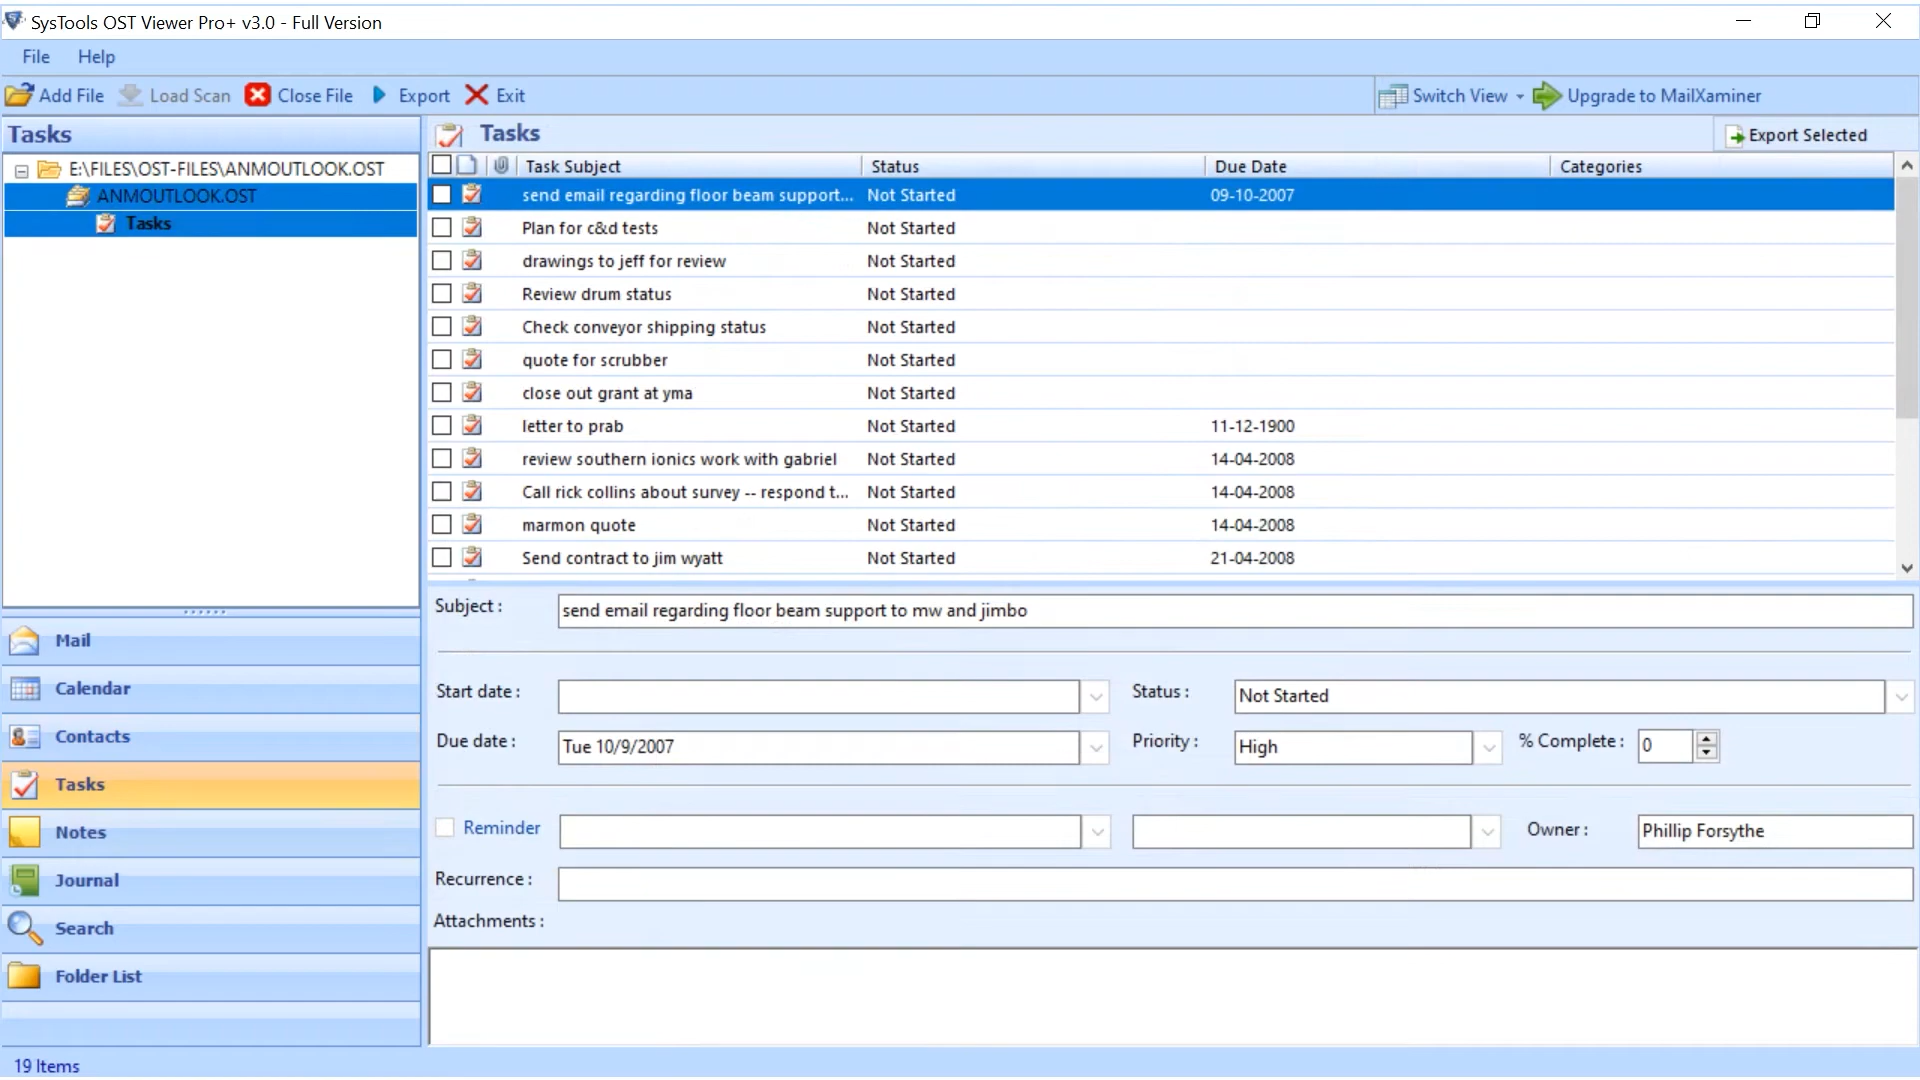 SysTools OST Viewer Pro+ v3.0 - Full Version
File Help
Add File Load Scan Close File Export Exit Switch View Upgrade to MailXaminer
Tasks
E:\FILES\OST-FILES\ANMOUTLOOK.OST
ANMOUTLOOK.OST
Tasks
Mail
Calendar
Contacts
Tasks
Notes
Journal
Search
Folder List
Tasks Export Selected
Task Subject Status Due Date Categories
send email regarding floor beam support... Not Started 09-10-2007
Plan for c&d tests Not Started
drawings to jeff for review Not Started
Review drum status Not Started
Check conveyor shipping status Not Started
quote for scrubber Not Started
close out grant at yma Not Started
letter to prab Not Started 11-12-1900
review southern ionics work with gabriel Not Started 14-04-2008
Call rick collins about survey -- respond t... Not Started 14-04-2008
marmon quote Not Started 14-04-2008
Send contract to jim wyatt Not Started 21-04-2008
Subject : send email regarding floor beam support to mw and jimbo
Start date : Status : Not Started
Due date : Tue 10/9/2007 Priority : High % Complete : 0
Reminder Owner : Phillip Forsythe
Recurrence :
Attachments :
19 Items